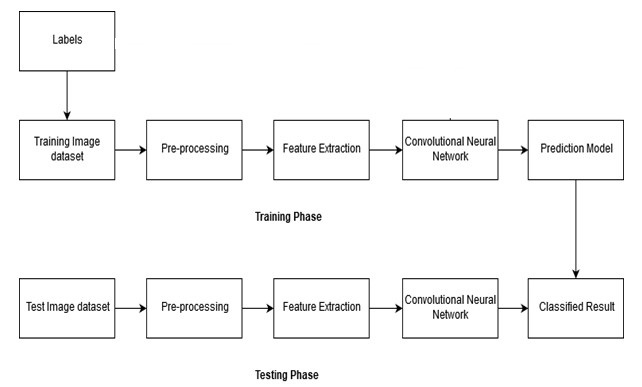 Labels
Training Image
dataset
Pre-processing
Feature Extraction
Convolutional Neural
Network
Prediction Model
Training Phase
Test Image dataset
Pre-processing
Feature Extraction
Convolutional Neural
Network
Classified Result
Testing Phase